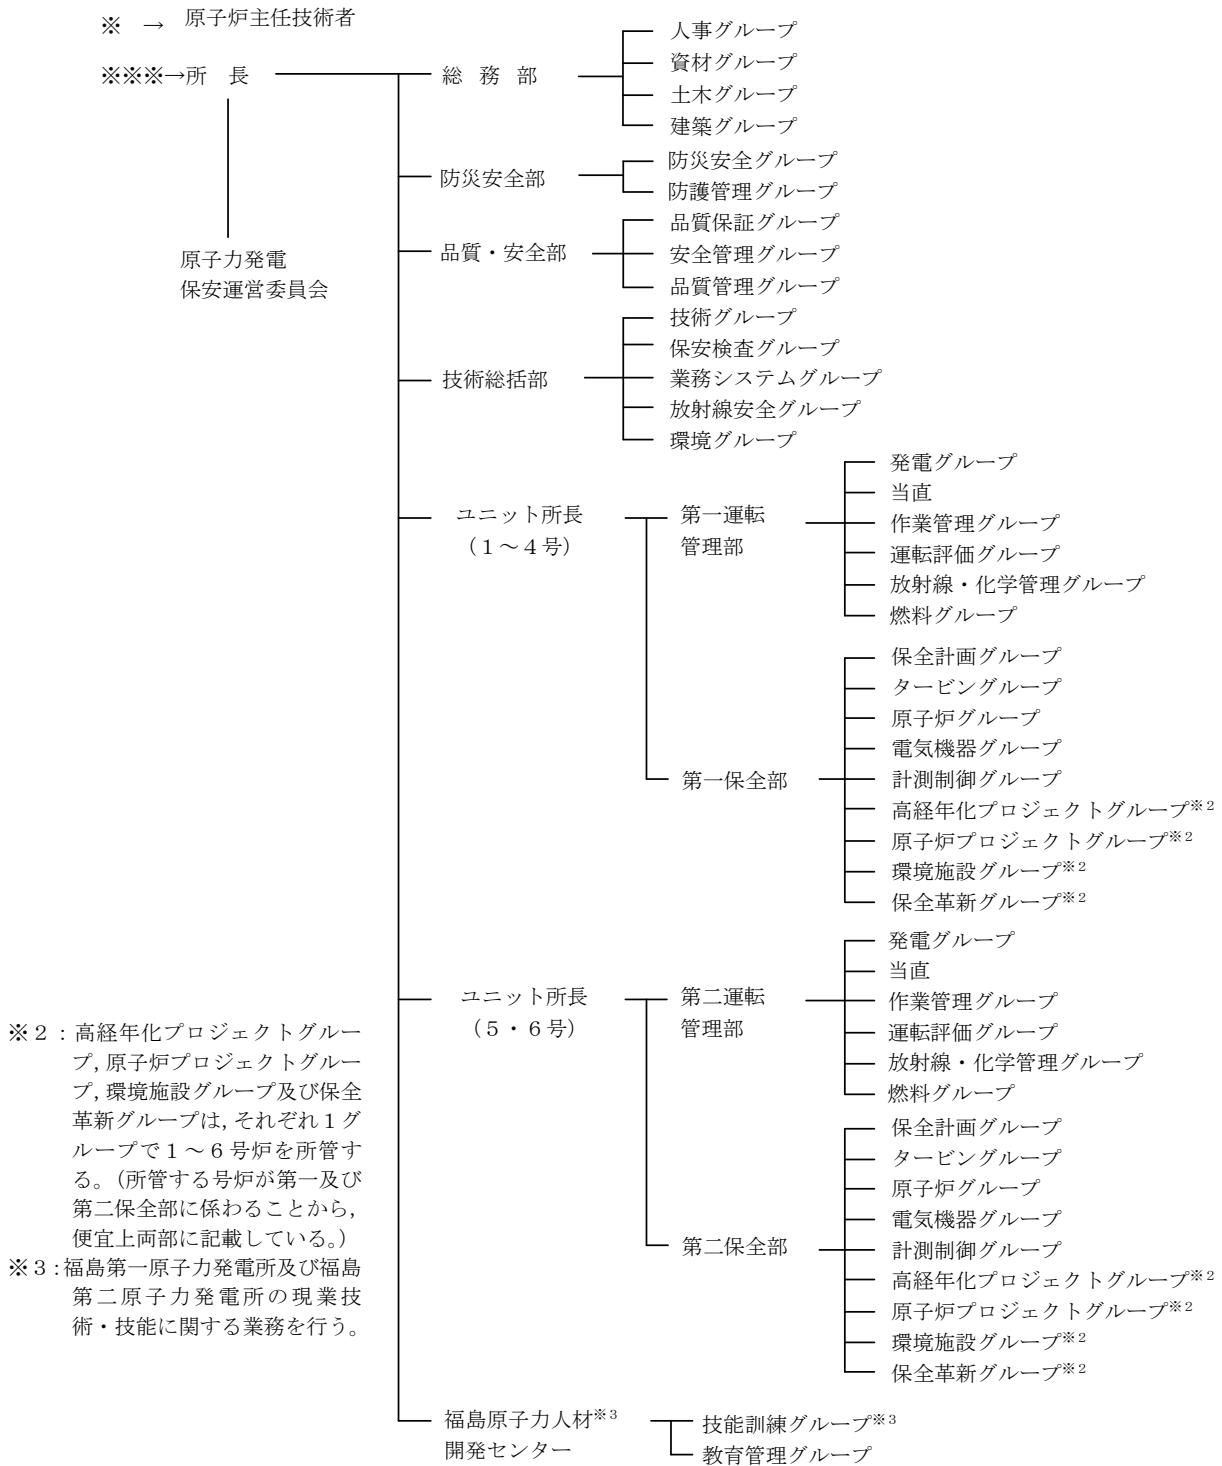 ※ → 原子炉主任技術者
※※※→所 長
原子力発電
保安運営委員会
総 務 部
人事グループ
資材グループ
土木グループ
建築グループ
防災安全部
防災安全グループ
防護管理グループ
品質・安全部
品質保証グループ
安全管理グループ
品質管理グループ
技術総括部
技術グループ
保安検査グループ
業務システムグループ
放射線安全グループ
環境グループ
ユニット所長
（１～４号）
第一運転
管理部
発電グループ
当直
作業管理グループ
運転評価グループ
放射線・化学管理グループ
燃料グループ
第一保全部
保全計画グループ
タービングループ
原子炉グループ
電気機器グループ
計測制御グループ
高経年化プロジェクトグループ※２
原子炉プロジェクトグループ※２
環境施設グループ※２
保全革新グループ※２
ユニット所長
（５・６号）
第二運転
管理部
発電グループ
当直
作業管理グループ
運転評価グループ
放射線・化学管理グループ
燃料グループ
第二保全部
保全計画グループ
タービングループ
原子炉グループ
電気機器グループ
計測制御グループ
高経年化プロジェクトグループ※２
原子炉プロジェクトグループ※２
環境施設グループ※２
保全革新グループ※２
福島原子力人材※３
開発センター
技能訓練グループ※３
教育管理グループ
※２：高経年化プロジェクトグルー
プ，原子炉プロジェクトグルー
プ，環境施設グループ及び保全
革新グループは，それぞれ１グ
ループで１～６号炉を所管す
る。（所管する号炉が第一及び
第二保全部に係わることから，
便宜上両部に記載している。）
※３：福島第一原子力発電所及び福島
第二原子力発電所の現業技
術・技能に関する業務を行う。